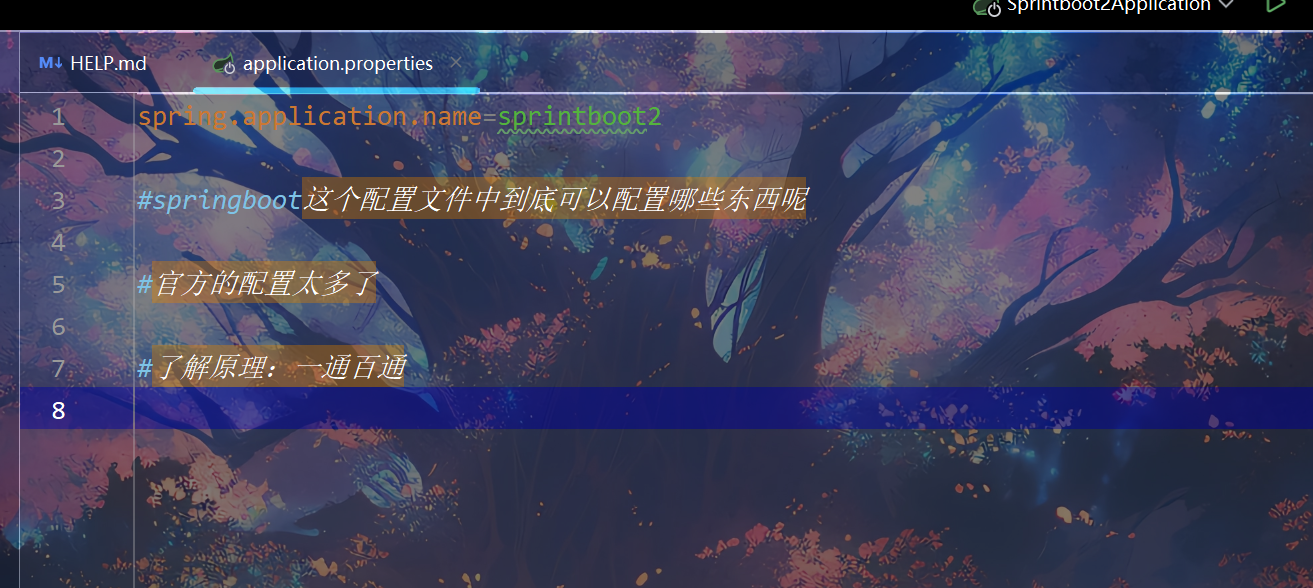 Sprintboot2Application
M↓ HELP.md
application.properties
1 spring.application.name=sprintboot2
2
3 #springboot这个配置文件中到底可以配置哪些东西呢
4
5 #官方的配置太多了
6
7 #了解原理：一通百通
8